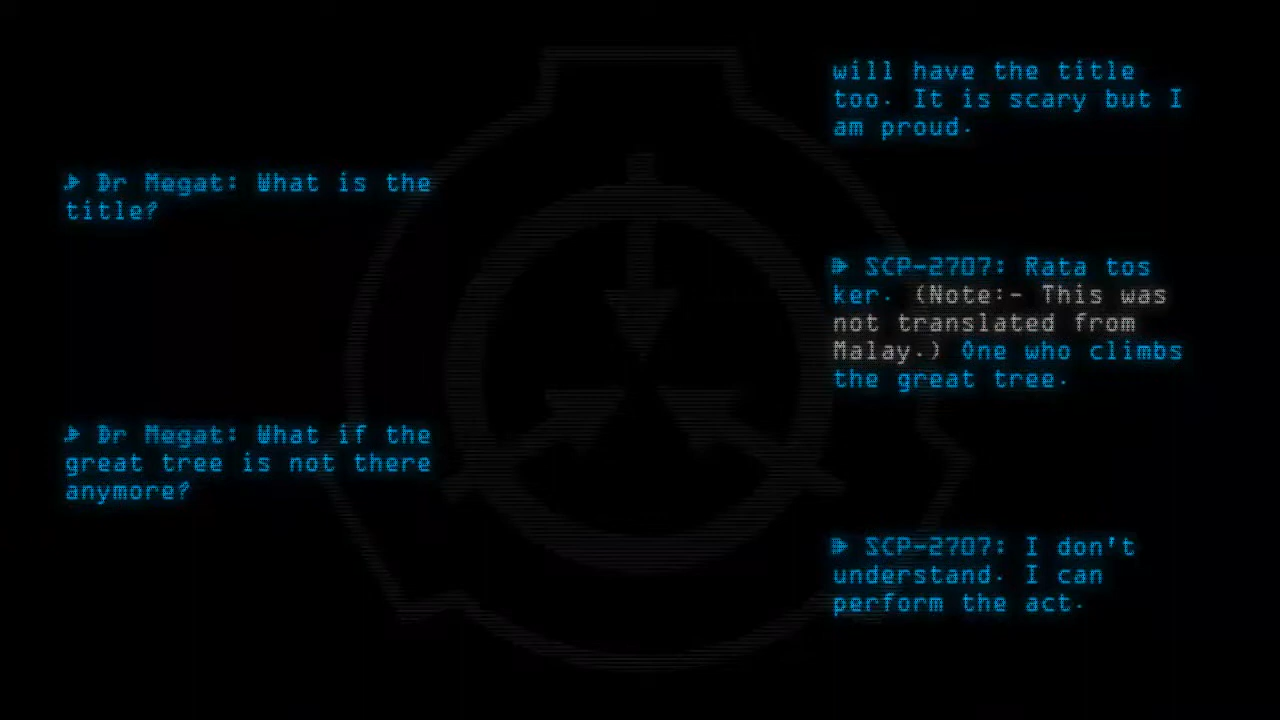 will have the title
too. It is scary but I
am proud.
> Dr Megat: What is the
title?
> SCP-2707: Rata tos
ker. (Note:- This was
not translated from
Malay.) One who climbs
the great tree.
> Dr Megat: What if the
great tree is not there
anymore?
> SCP-2707: I don't
understand. I can
perform the act.